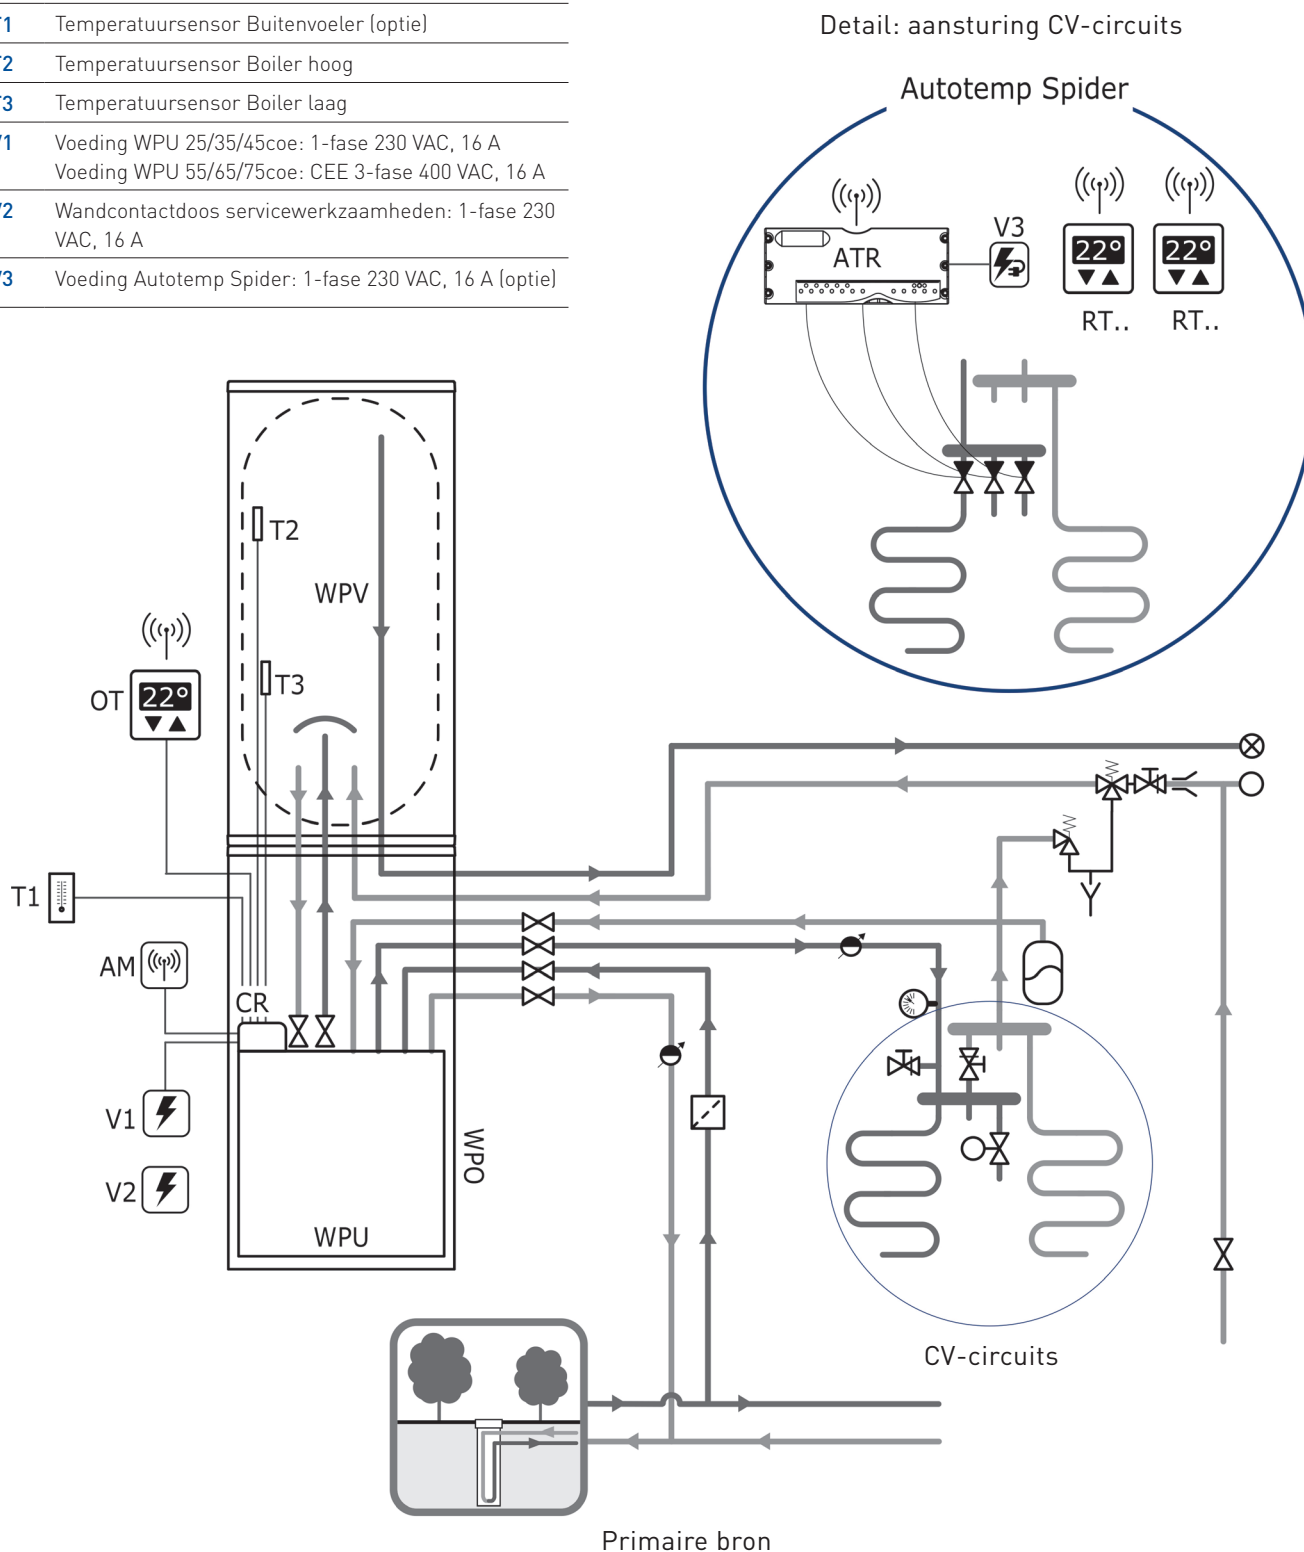 T1 Temperatuursensor Buitenvoeler (optie)
T2 Temperatuursensor Boiler hoog
T3 Temperatuursensor Boiler laag
V1 Voeding WPU 25/35/45coe: 1-fase 230 VAC, 16 A
Voeding WPU 55/65/75coe: CEE 3-fase 400 VAC, 16 A
V2 Wandcontactdoos servicewerkzaamheden: 1-fase 230
VAC, 16 A
V3 Voeding Autotemp Spider: 1-fase 230 VAC, 16 A (optie)
Detail: aansturing CV-circuits
Autotemp Spider
ATR
V3
22°
22°
RT..
RT..
T2
WPV
T3
OT
22°
T1
AM
CR
V1
V2
WPO
WPU
CV-circuits
Primaire bron